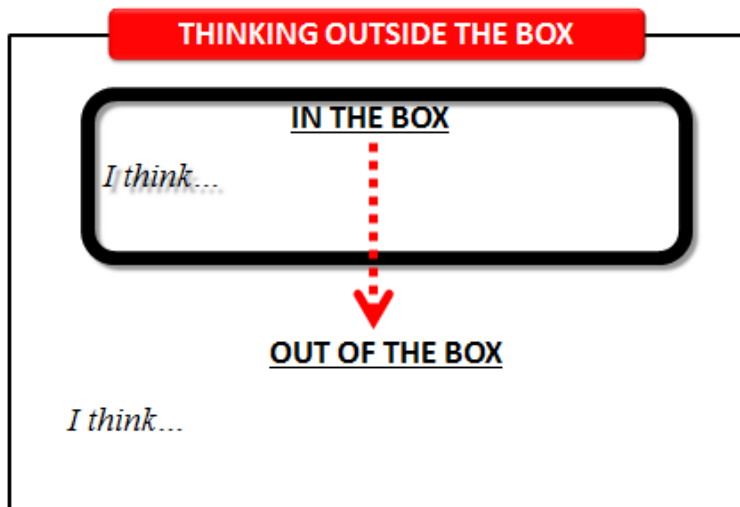 THINKING OUTSIDE THE BOX
IN THE BOX
I think...
OUT OF THE BOX
I think...